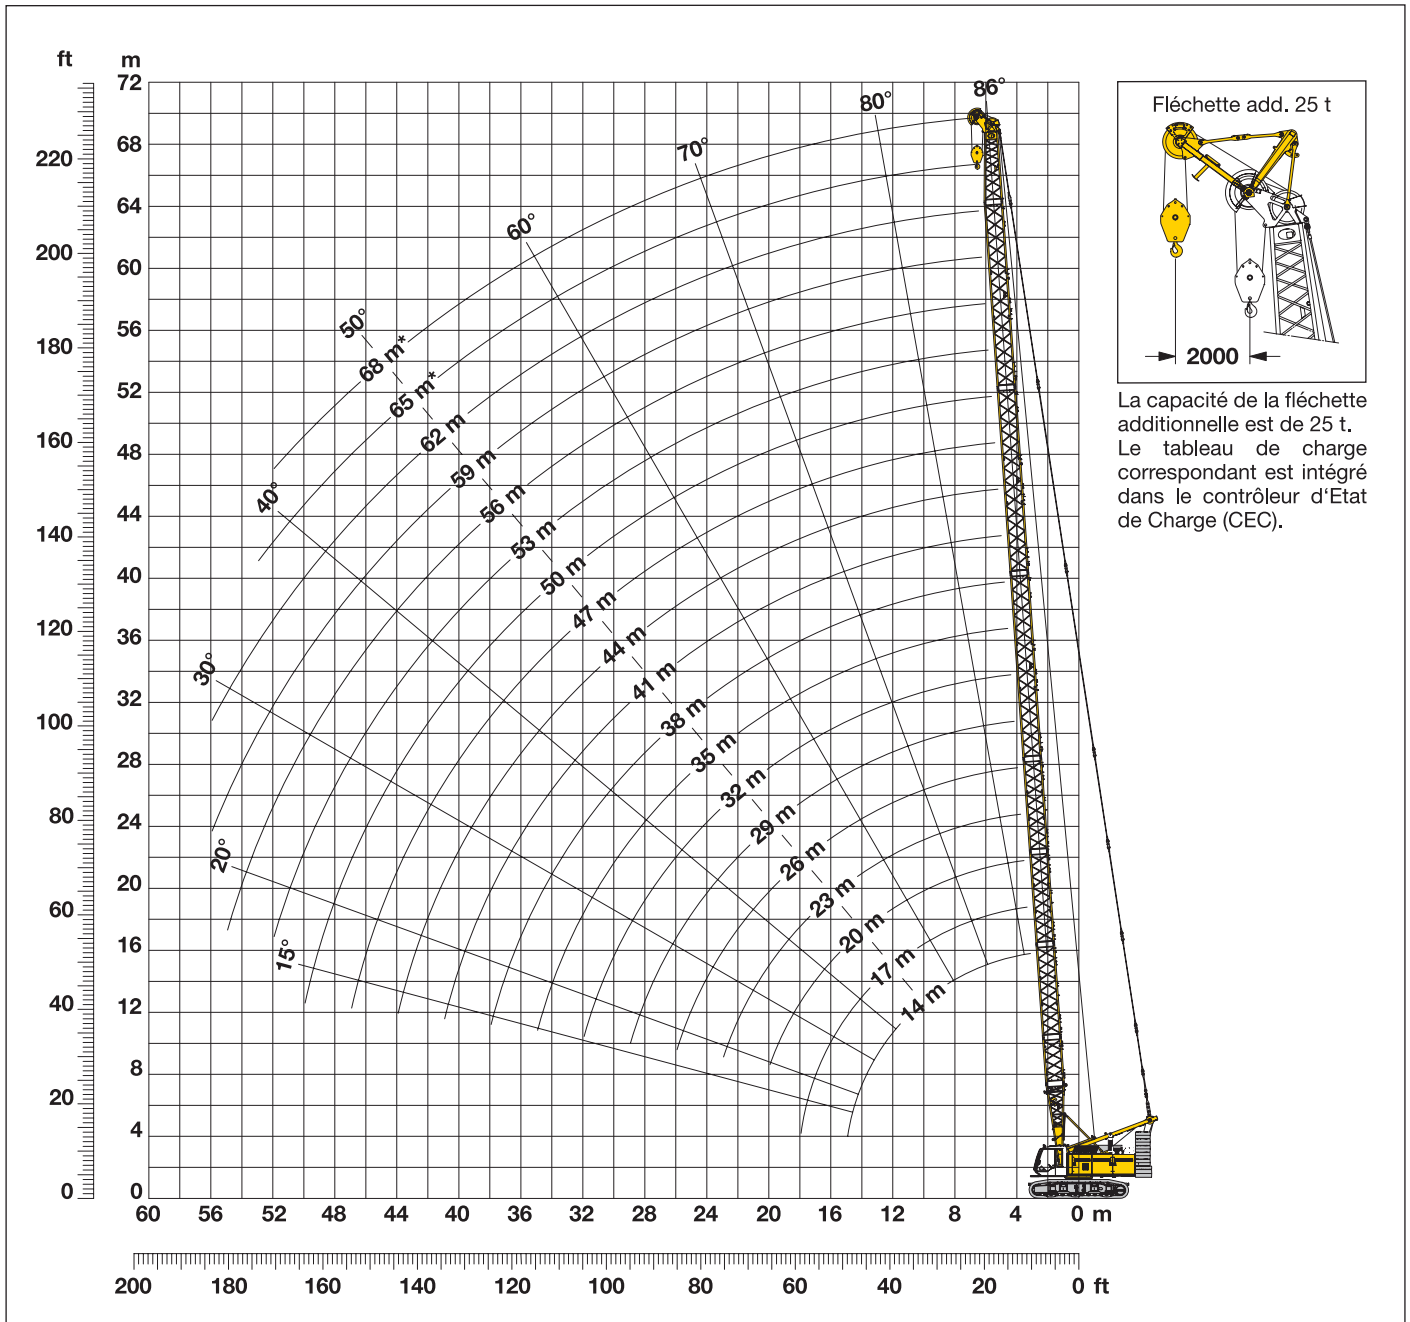 ft
m
72
68
64
60
56
52
48
44
40
36
32
28
24
20
16
12
8
4
0
220
200
180
160
140
120
100
80
60
40
20
0
86°
80°
70°
60°
50°
40°
30°
20°
15°
68 m*
65 m*
62 m
59 m
56 m
53 m
50 m
47 m
44 m
41 m
38 m
35 m
32 m
29 m
26 m
23 m
20 m
17 m
14 m
60 56 52 48 44 40 36 32 28 24 20 16 12 8 4 0 m
200 180 160 140 120 100 80 60 40 20 0 ft
Fléchette add. 25 t
2000
La capacité de la fléchette
additionnelle est de 25 t.
Le tableau de charge
correspondant est intégré
dans le contrôleur d‘Etat
de Charge (CEC).